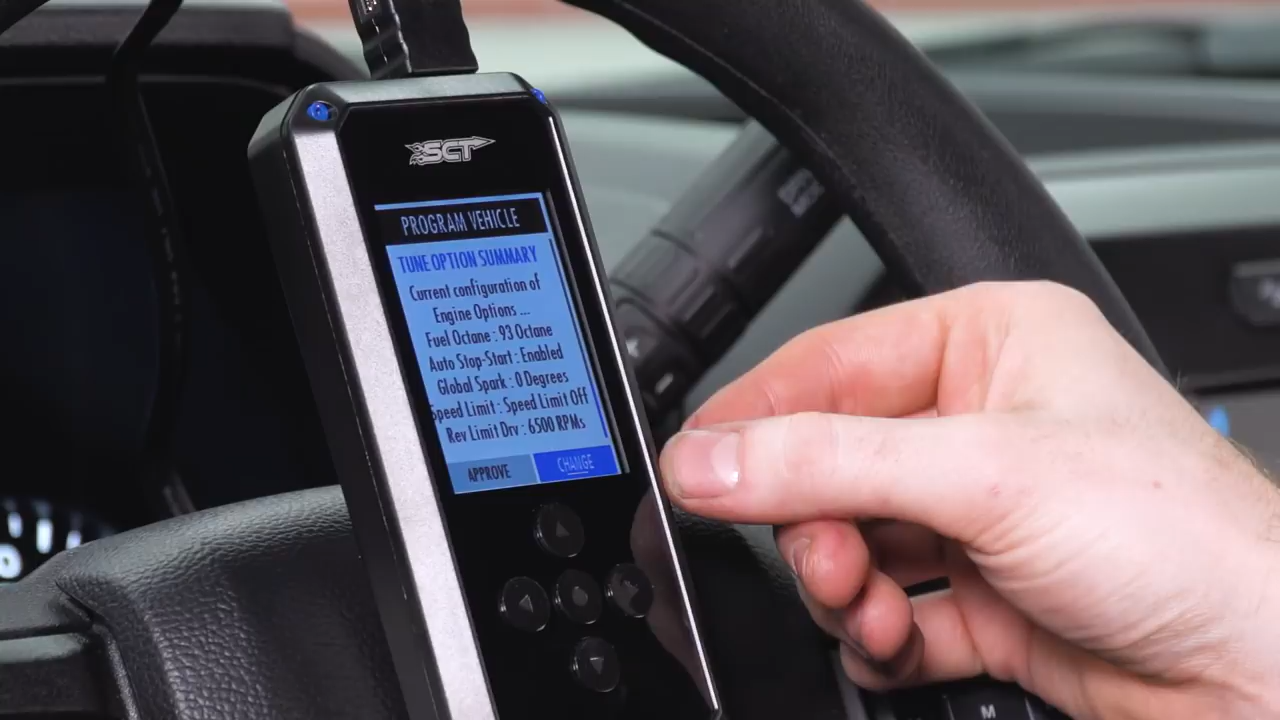 SCT
PROGRAM VEHICLE
TUNE OPTION SUMMARY
Current configuration of
Engine Options ...
Fuel Octane : 93 Octane
Auto Stop-Start : Enabled
Global Spark : 0 Degrees
Speed Limit : Speed Limit Off
Rev Limit Drv : 6500 RPMs
APPROVE CHANGE
M